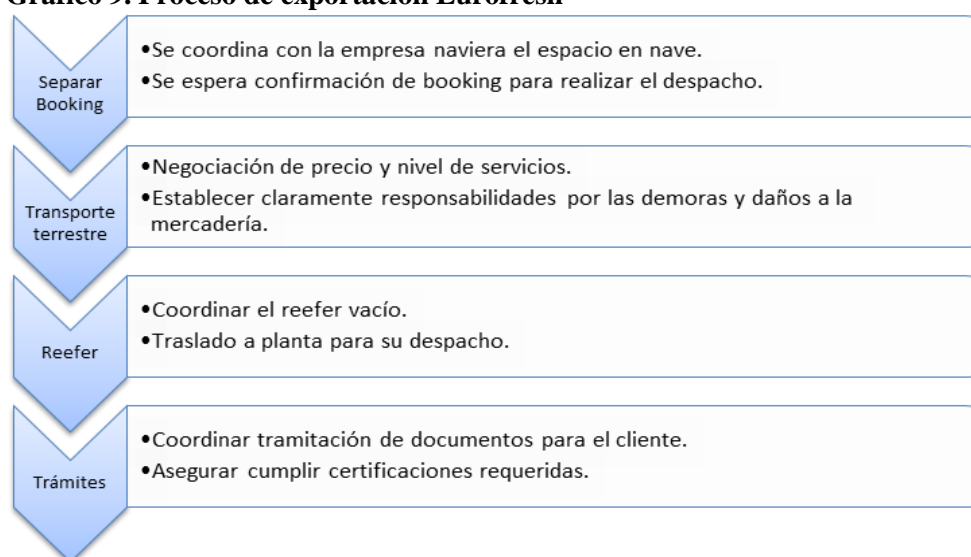 Gráfico 9. Proceso de exportación
Separar
Booking
•Se coordina con la empresa naviera el espacio en nave.
•Se espera confirmación de booking para realizar el despacho.
Transporte
terrestre
•Negociación de precio y nivel de servicios.
•Establecer claramente responsabilidades por las demoras y daños a la
mercadería.
Reefer
•Coordinar el reefer vacío.
•Traslado a planta para su despacho.
Trámites
•Coordinar tramitación de documentos para el cliente.
•Asegurar cumplir certificaciones requeridas.